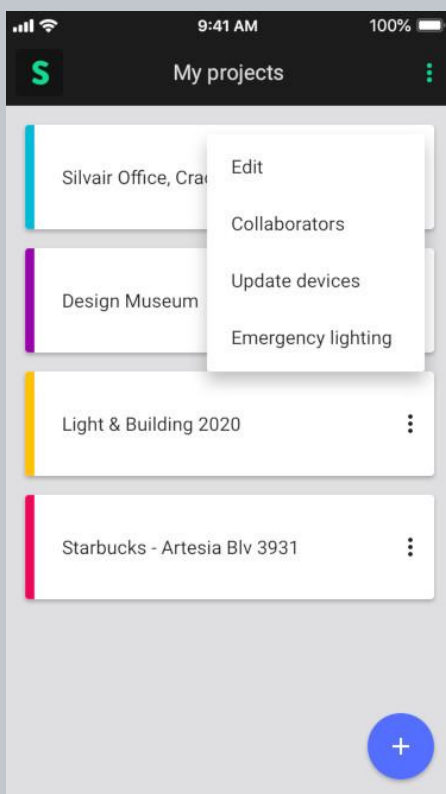 9:41 AM
100%
S
My projects
Silvair Office,
Edit
Collaborators
Design Museum
Update devices
Emergency lighting
Light & Building 2020
Starbucks - Artesia Blv 3931
+